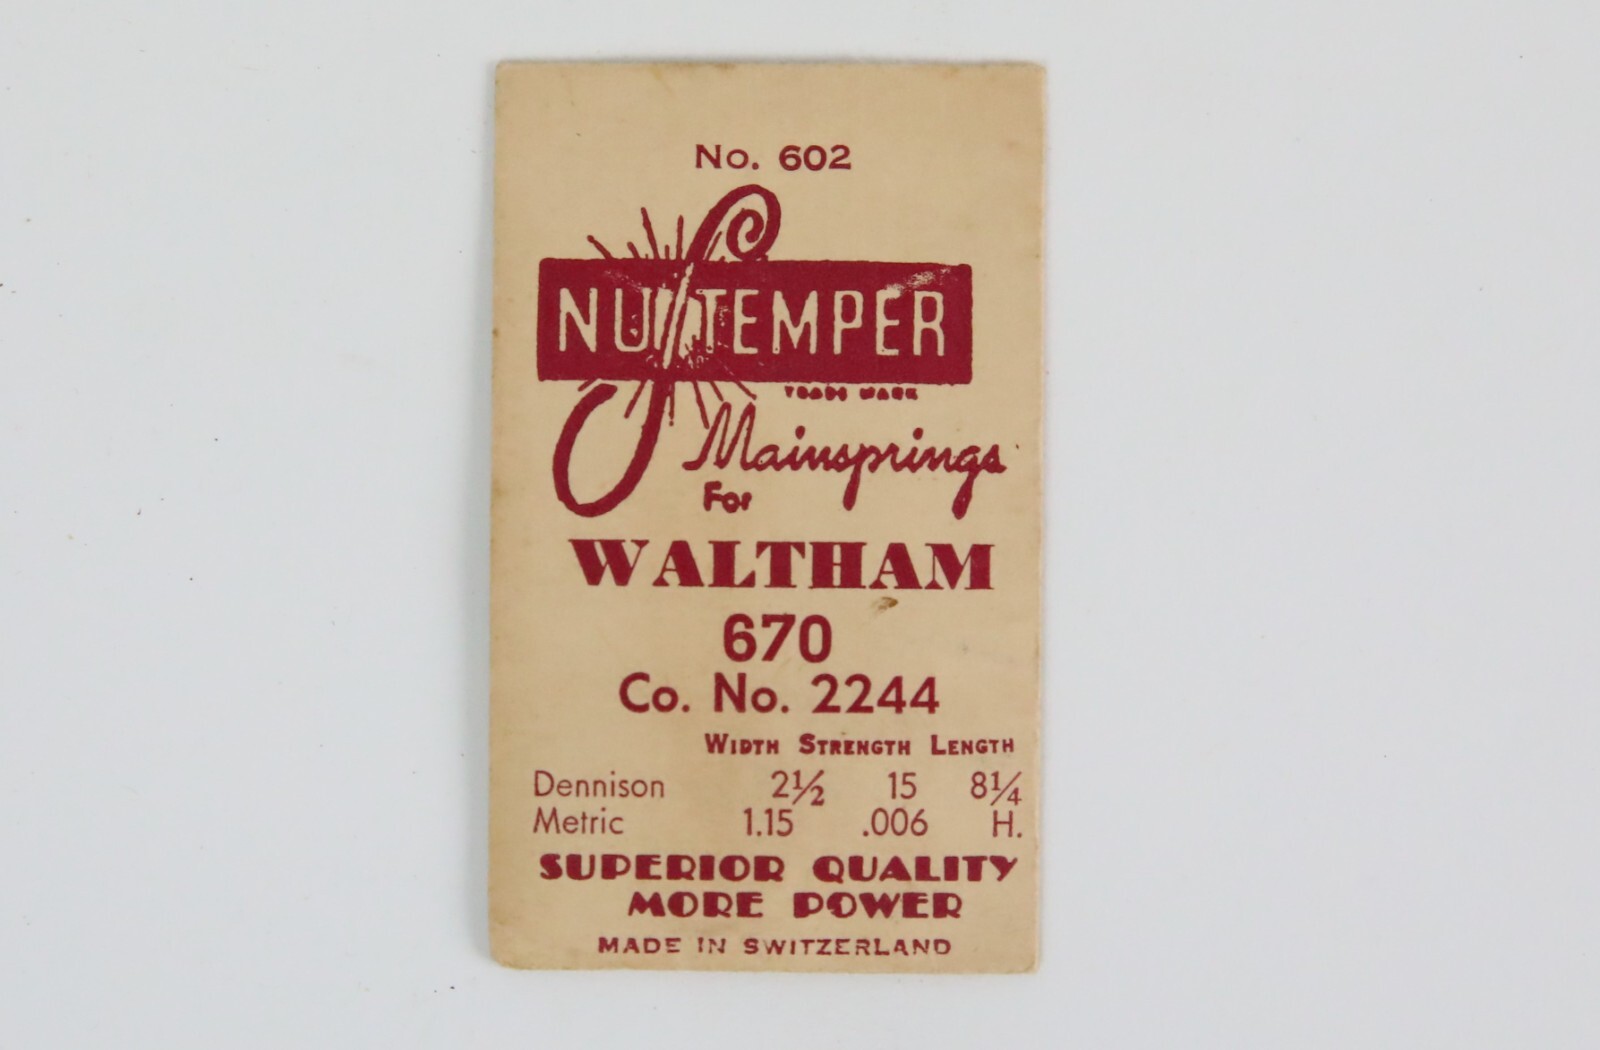 No. 602
NU TEMPER
TRADE MARK
Mainsprings
For
WALTHAM
670
Co. No. 2244
WIDTH STRENGTH LENGTH
Dennison 2½ 15 8¼
Metric 1.15 .006 H.
SUPERIOR QUALITY
MORE POWER
MADE IN SWITZERLAND